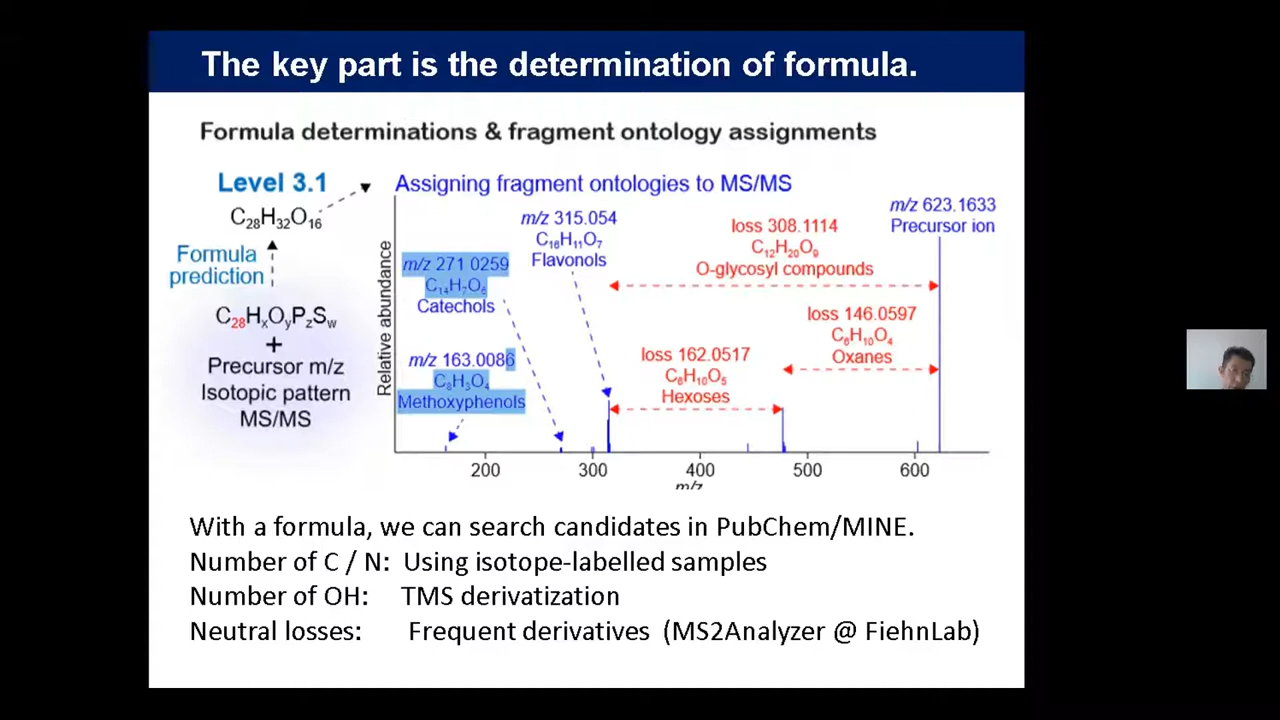 The key part is the determination of formula.
Formula determinations & fragment ontology assignments
Level 3.1
C28H32O16
Formula
prediction
C28HxOyPzSw
+
Precursor m/z
Isotopic pattern
MS/MS
Assigning fragment ontologies to MS/MS
Relative abundance
m/z 271 0259
C14H7O6
Catechols
m/z 163.0086
C8H3O4
Methoxyphenols
m/z 315.054
C16H11O7
Flavonols
loss 308.1114
C12H20O9
O-glycosyl compounds
m/z 623.1633
Precursor ion
loss 162.0517
C6H10O5
Hexoses
loss 146.0597
C6H10O4
Oxanes
200 300 400 500 600
m/z
With a formula, we can search candidates in PubChem/MINE.
Number of C / N: Using isotope-labelled samples
Number of OH: TMS derivatization
Neutral losses: Frequent derivatives (MS2Analyzer @ FiehnLab)